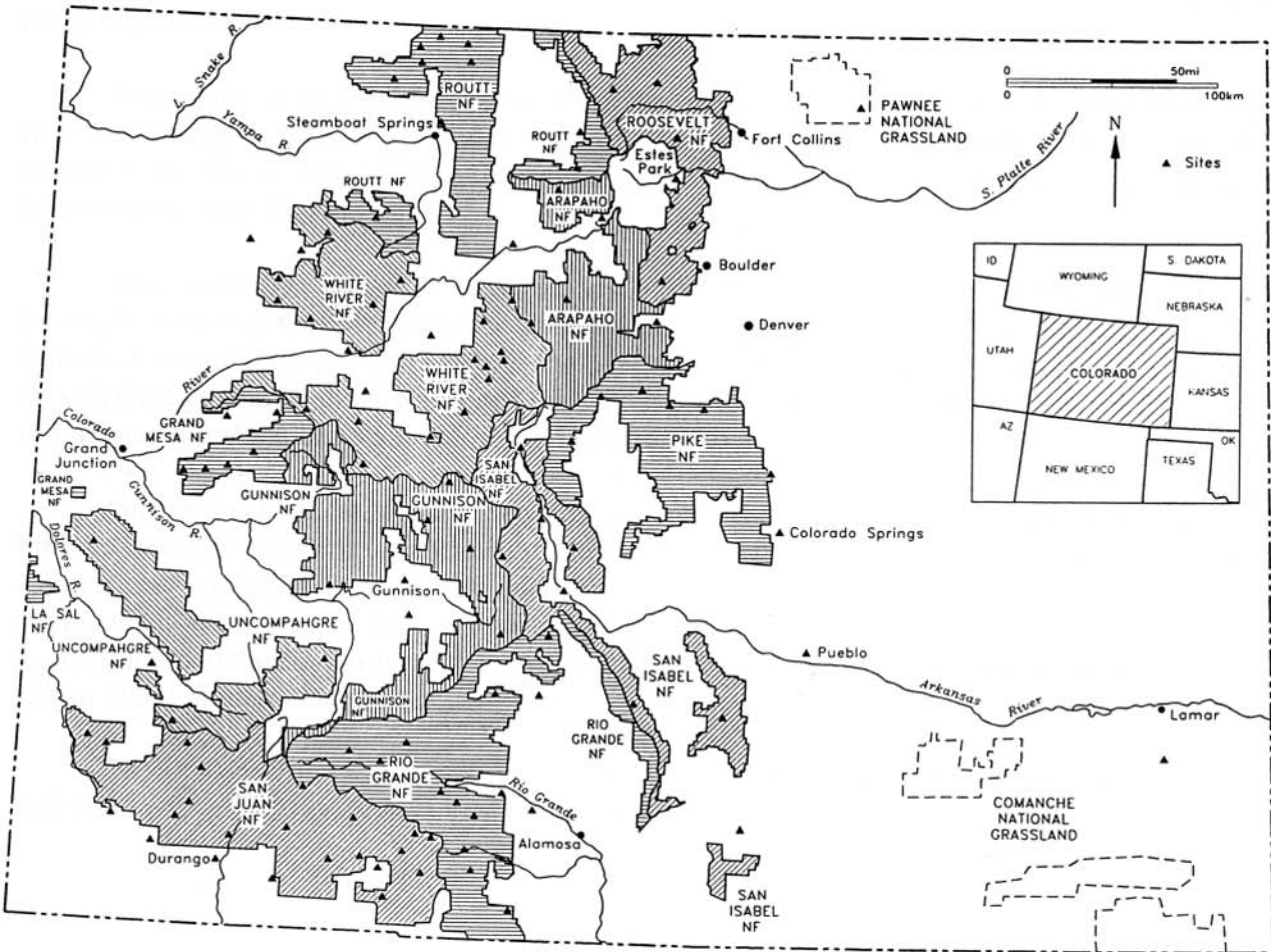 L. Snake R.
Yampa R.
Steamboat Springs
ROUTT
NF
ROUTT
NF
ROUTT NF
ROOSEVELT
NF
Estes
Park
Fort Collins
PAWNEE
NATIONAL
GRASSLAND
0 50mi
0 100km
N
Sites
S. Platte River
ARAPAHO
NF
WHITE
RIVER
NF
Boulder
Denver
ARAPAHO
NF
WHITE
RIVER
NF
River
Colorado
Grand
Junction
GRAND
MESA NF
GRAND
MESA
NF
Gunnison
R.
GUNNISON
NF
SAN
ISABEL
NF
GUNNISON
NF
PIKE
NF
Colorado Springs
Dolores R.
LA SAL
NF
UNCOMPAHGRE
NF
UNCOMPAHGRE
NF
Gunnison
GUNNISON
NF
SAN
ISABEL
NF
Pueblo
Arkansas
River
Lamar
RIO
GRANDE
NF
RIO
GRANDE
NF
Rio Grande
SAN
JUAN
NF
Durango
Alamosa
SAN
ISABEL
NF
COMANCHE
NATIONAL
GRASSLAND
ID
WYOMING
S. DAKOTA
NEBRASKA
UTAH
COLORADO
KANSAS
AZ
NEW MEXICO
TEXAS
OK